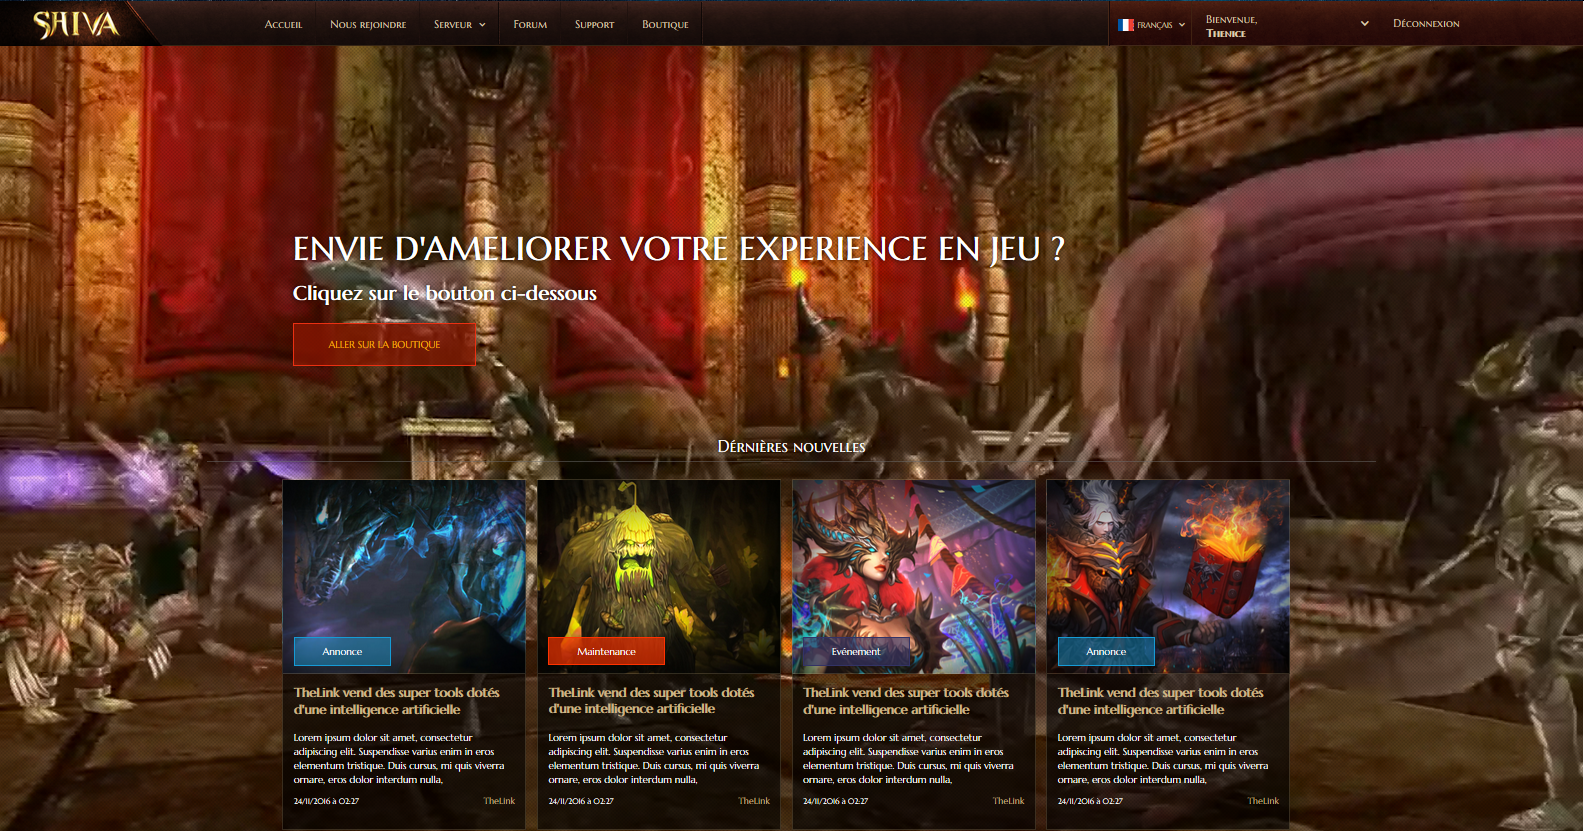 SHIVA
Accueil
Nous rejoindre
Serveur
Forum
Support
Boutique
Français
Bienvenue,
Thenice
Déconnexion
ENVIE D'AMELIORER VOTRE EXPERIENCE EN JEU ?
Cliquez sur le bouton ci-dessous
ALLER SUR LA BOUTIQUE
Dérnières nouvelles
Annonce
TheLink vend des super tools dotés
d'une intelligence artificielle
Lorem ipsum dolor sit amet, consectetur
adipiscing elit. Suspendisse varius enim in eros
elementum tristique. Duis cursus, mi quis viverra
ornare, eros dolor interdum nulla,
24/11/2016 à 02:27
TheLink
Maintenance
TheLink vend des super tools dotés
d'une intelligence artificielle
Lorem ipsum dolor sit amet, consectetur
adipiscing elit. Suspendisse varius enim in eros
elementum tristique. Duis cursus, mi quis viverra
ornare, eros dolor interdum nulla,
24/11/2016 à 02:27
TheLink
Evénement
TheLink vend des super tools dotés
d'une intelligence artificielle
Lorem ipsum dolor sit amet, consectetur
adipiscing elit. Suspendisse varius enim in eros
elementum tristique. Duis cursus, mi quis viverra
ornare, eros dolor interdum nulla,
24/11/2016 à 02:27
TheLink
Annonce
TheLink vend des super tools dotés
d'une intelligence artificielle
Lorem ipsum dolor sit amet, consectetur
adipiscing elit. Suspendisse varius enim in eros
elementum tristique. Duis cursus, mi quis viverra
ornare, eros dolor interdum nulla,
24/11/2016 à 02:27
TheLink